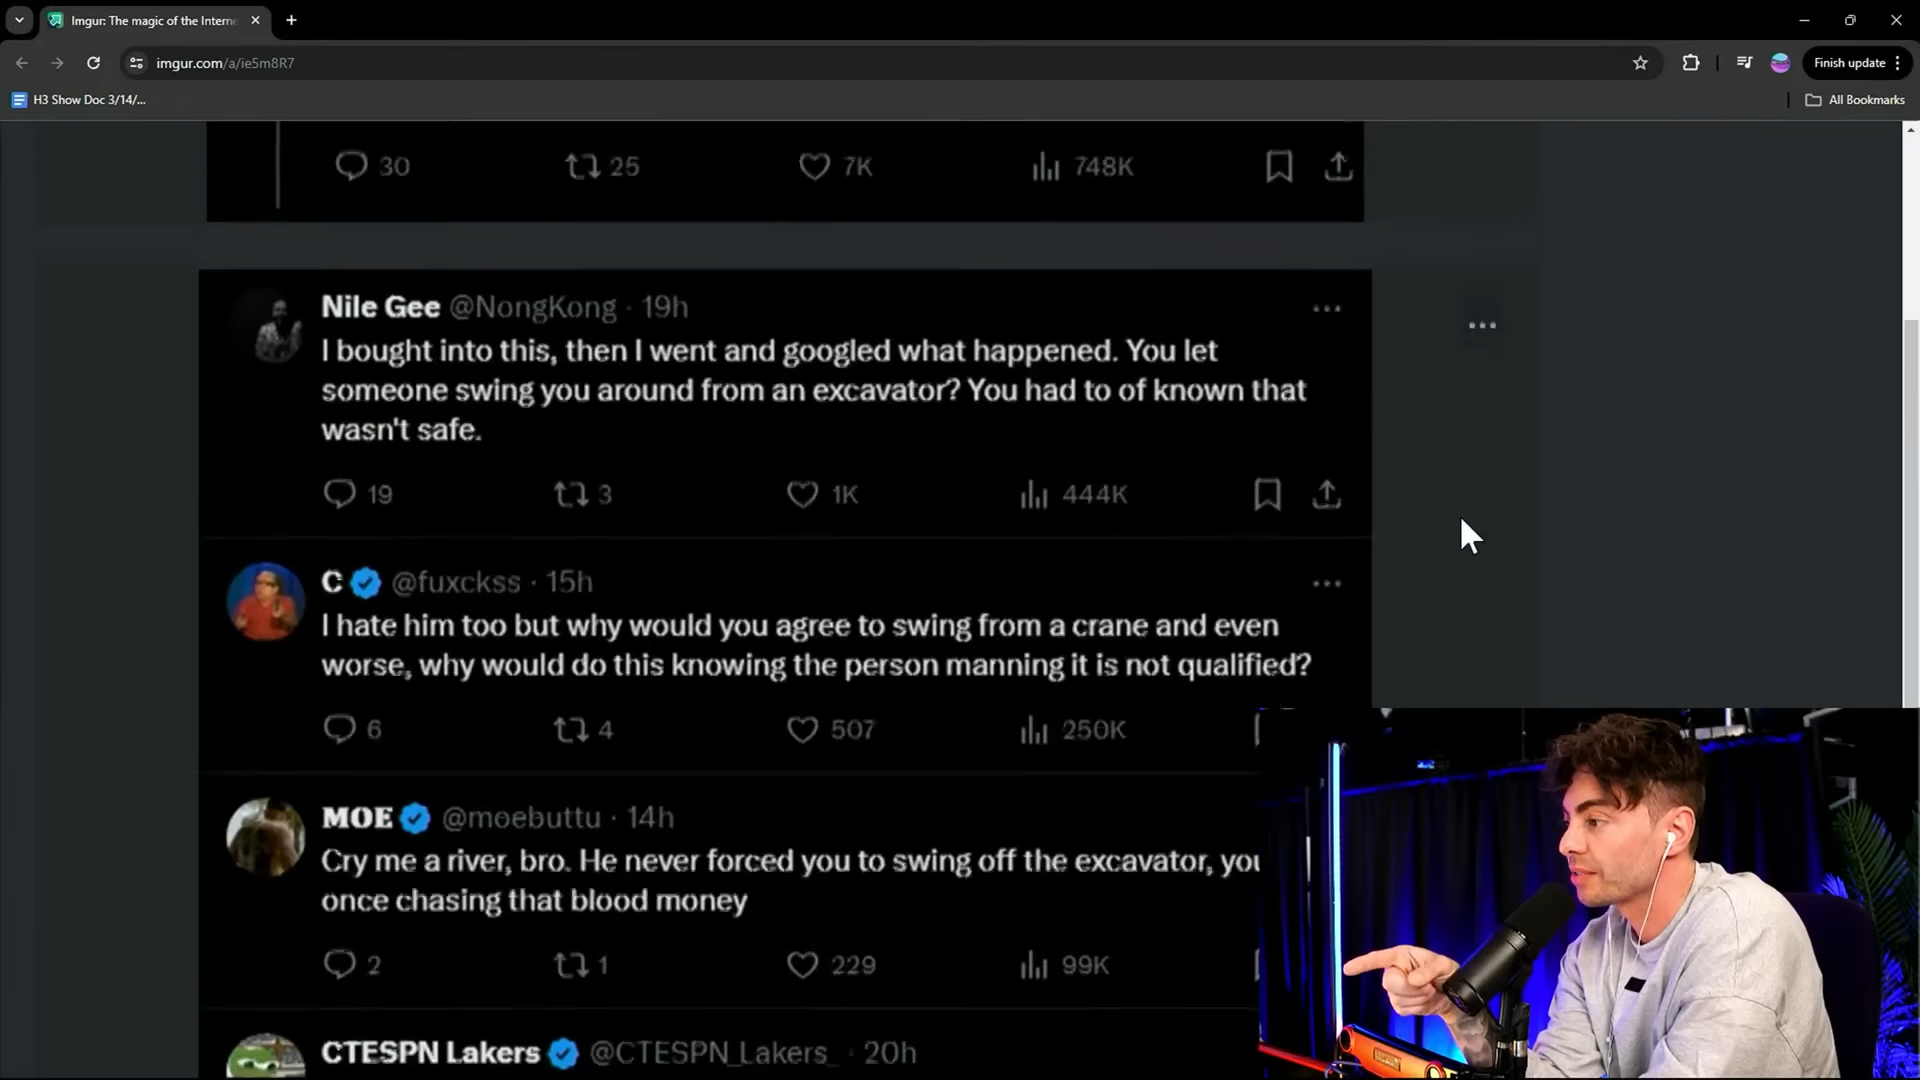 Imgur: The magic of the Interne
imgur.com/a/ie5m8R7
Finish update
H3 Show Doc 3/14/...
All Bookmarks
30 25 7K 748K
Nile Gee @NongKong · 19h
I bought into this, then I went and googled what happened. You let
someone swing you around from an excavator? You had to of known that
wasn't safe.
19 3 1K 444K
C @fuxckss · 15h
I hate him too but why would you agree to swing from a crane and even
worse, why would do this knowing the person manning it is not qualified?
6 4 507 250K
MOE @moebuttu · 14h
Cry me a river, bro. He never forced you to swing off the excavator, you
once chasing that blood money
2 1 229 99K
CTESPN Lakers @CTESPN_Lakers_ · 20h